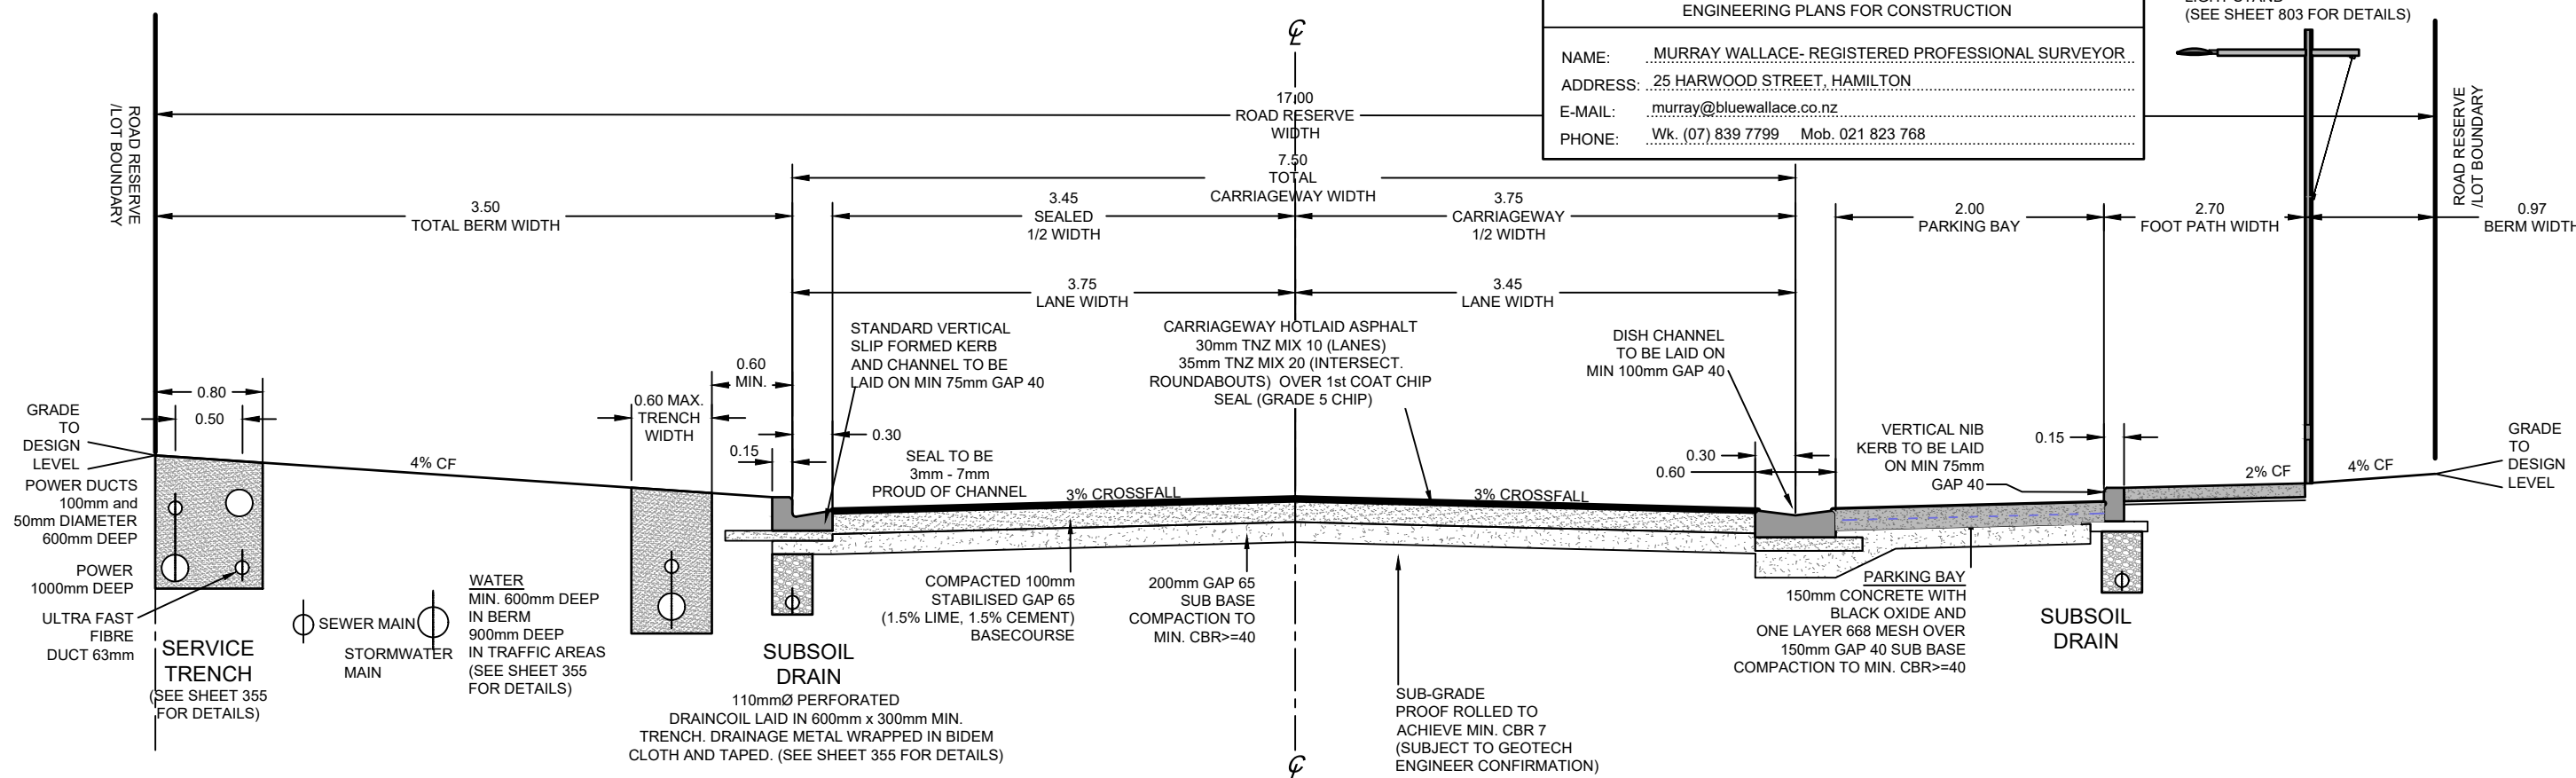 ENGINEERING PLANS FOR CONSTRUCTION
NAME: MURRAY WALLACE- REGISTERED PROFESSIONAL SURVEYOR
ADDRESS: 25 HARWOOD STREET, HAMILTON
E-MAIL: murray@bluewallace.co.nz
PHONE: Wk. (07) 839 7799 Mob. 021 823 768
(SEE SHEET 803 FOR DETAILS)
ROAD RESERVE
/LOT BOUNDARY
17.00
ROAD RESERVE
WIDTH
7.50
TOTAL
CARRIAGEWAY WIDTH
ROAD RESERVE
/LOT BOUNDARY
3.50
TOTAL BERM WIDTH
3.45
SEALED
1/2 WIDTH
3.75
CARRIAGEWAY
1/2 WIDTH
2.00
PARKING BAY
2.70
FOOT PATH WIDTH
0.97
BERM WIDTH
3.75
LANE WIDTH
3.45
LANE WIDTH
0.80
0.50
GRADE
TO
DESIGN
LEVEL
4% CF
0.60 MAX.
TRENCH
WIDTH
0.60
MIN.
0.15
0.30
STANDARD VERTICAL
SLIP FORMED KERB
AND CHANNEL TO BE
LAID ON MIN 75mm GAP 40
SEAL TO BE
3mm - 7mm
PROUD OF CHANNEL
3% CROSSFALL
CARRIAGEWAY HOTLAID ASPHALT
30mm TNZ MIX 10 (LANES)
35mm TNZ MIX 20 (INTERSECT.
ROUNDABOUTS) OVER 1st COAT CHIP
SEAL (GRADE 5 CHIP)
3% CROSSFALL
DISH CHANNEL
TO BE LAID ON
MIN 100mm GAP 40
0.30
0.60
VERTICAL NIB
KERB TO BE LAID
ON MIN 75mm
GAP 40
0.15
2% CF
4% CF
GRADE
TO
DESIGN
LEVEL
POWER DUCTS
100mm and
50mm DIAMETER
600mm DEEP
POWER
1000mm DEEP
ULTRA FAST
FIBRE
DUCT 63mm
SERVICE
TRENCH
(SEE SHEET 355
FOR DETAILS)
SEWER MAIN
STORMWATER
MAIN
WATER
MIN. 600mm DEEP
IN BERM
900mm DEEP
IN TRAFFIC AREAS
(SEE SHEET 355
FOR DETAILS)
SUBSOIL
DRAIN
110mmØ PERFORATED
DRAINCOIL LAID IN 600mm x 300mm MIN.
TRENCH. DRAINAGE METAL WRAPPED IN BIDEM
CLOTH AND TAPED. (SEE SHEET 355 FOR DETAILS)
COMPACTED 100mm
STABILISED GAP 65
(1.5% LIME, 1.5% CEMENT)
BASECOURSE
200mm GAP 65
SUB BASE
COMPACTION TO
MIN. CBR>=40
SUB-GRADE
PROOF ROLLED TO
ACHIEVE MIN. CBR 7
(SUBJECT TO GEOTECH
ENGINEER CONFIRMATION)
PARKING BAY
150mm CONCRETE WITH
BLACK OXIDE AND
ONE LAYER 668 MESH OVER
150mm GAP 40 SUB BASE
COMPACTION TO MIN. CBR>=40
SUBSOIL
DRAIN